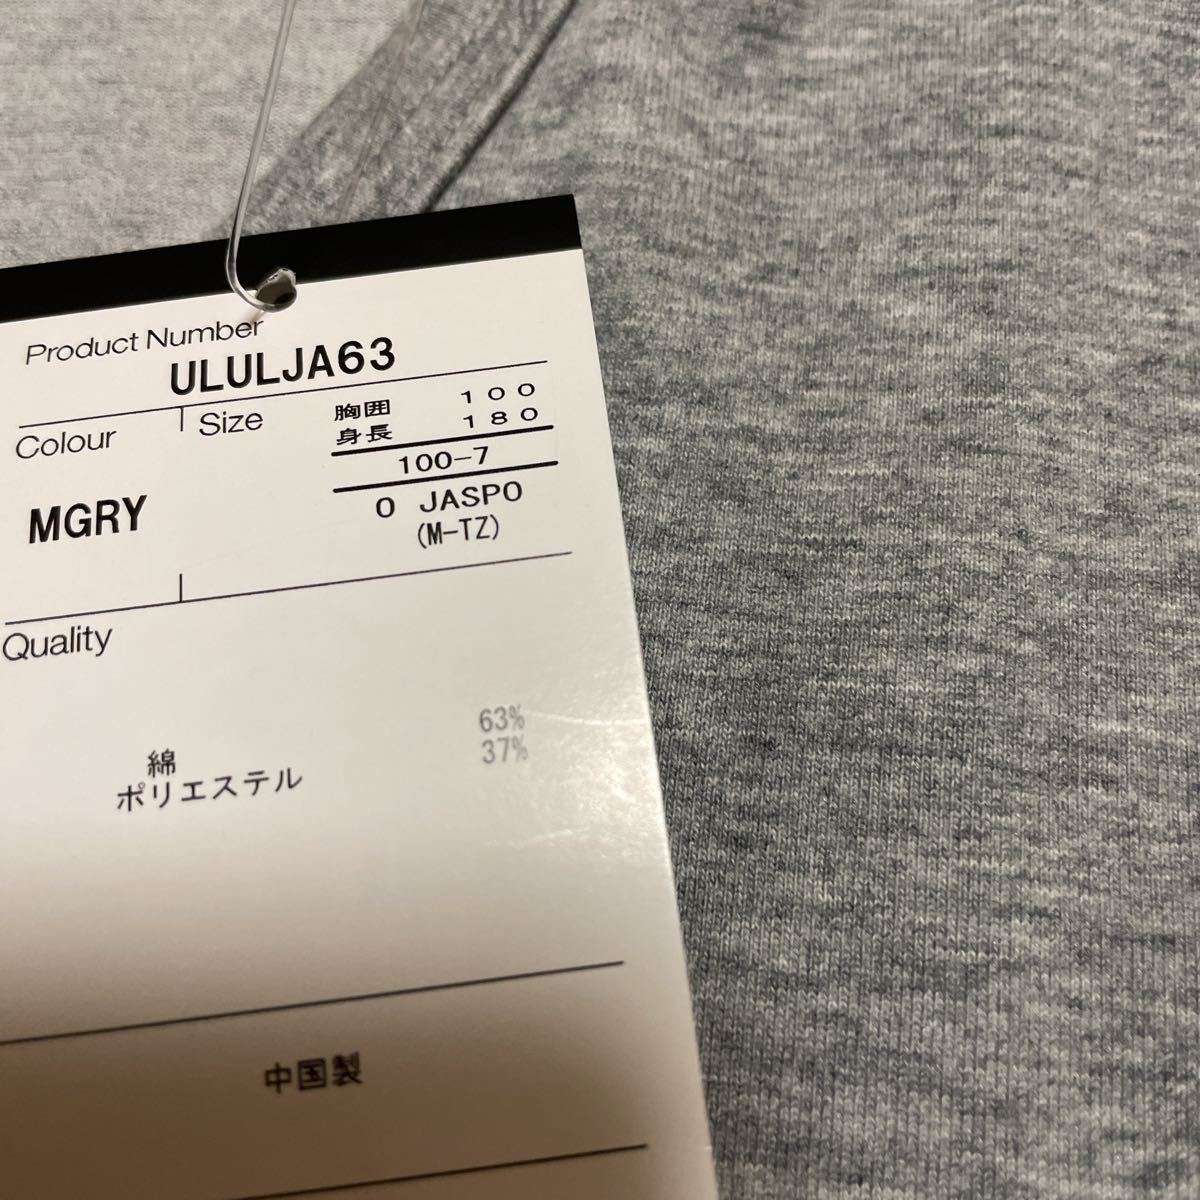 Product Number
ULULJA63
Colour
MGRY
Size
胸囲 100
身長 180
100-7
O JASPO
(M-TZ)
Quality
綿 63%
ポリエステル 37%
中国製